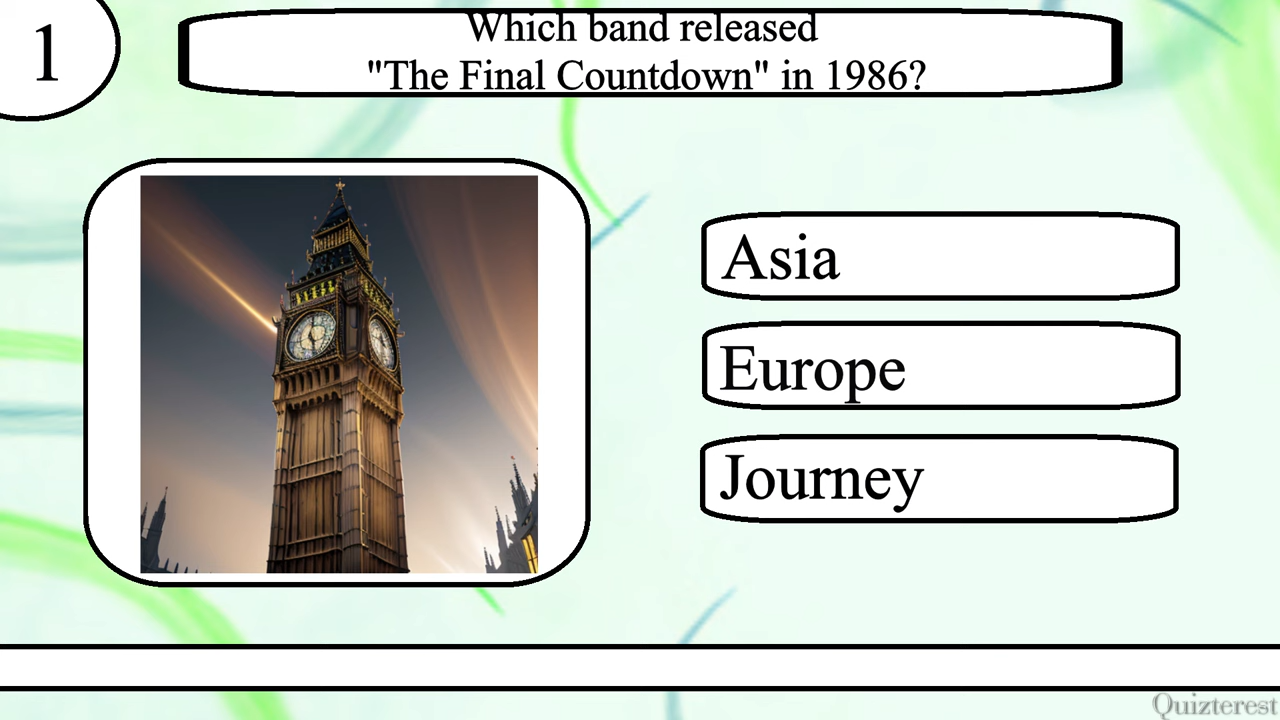 1
Which band released
"The Final Countdown" in 1986?
Asia
Europe
Journey
Quizterest